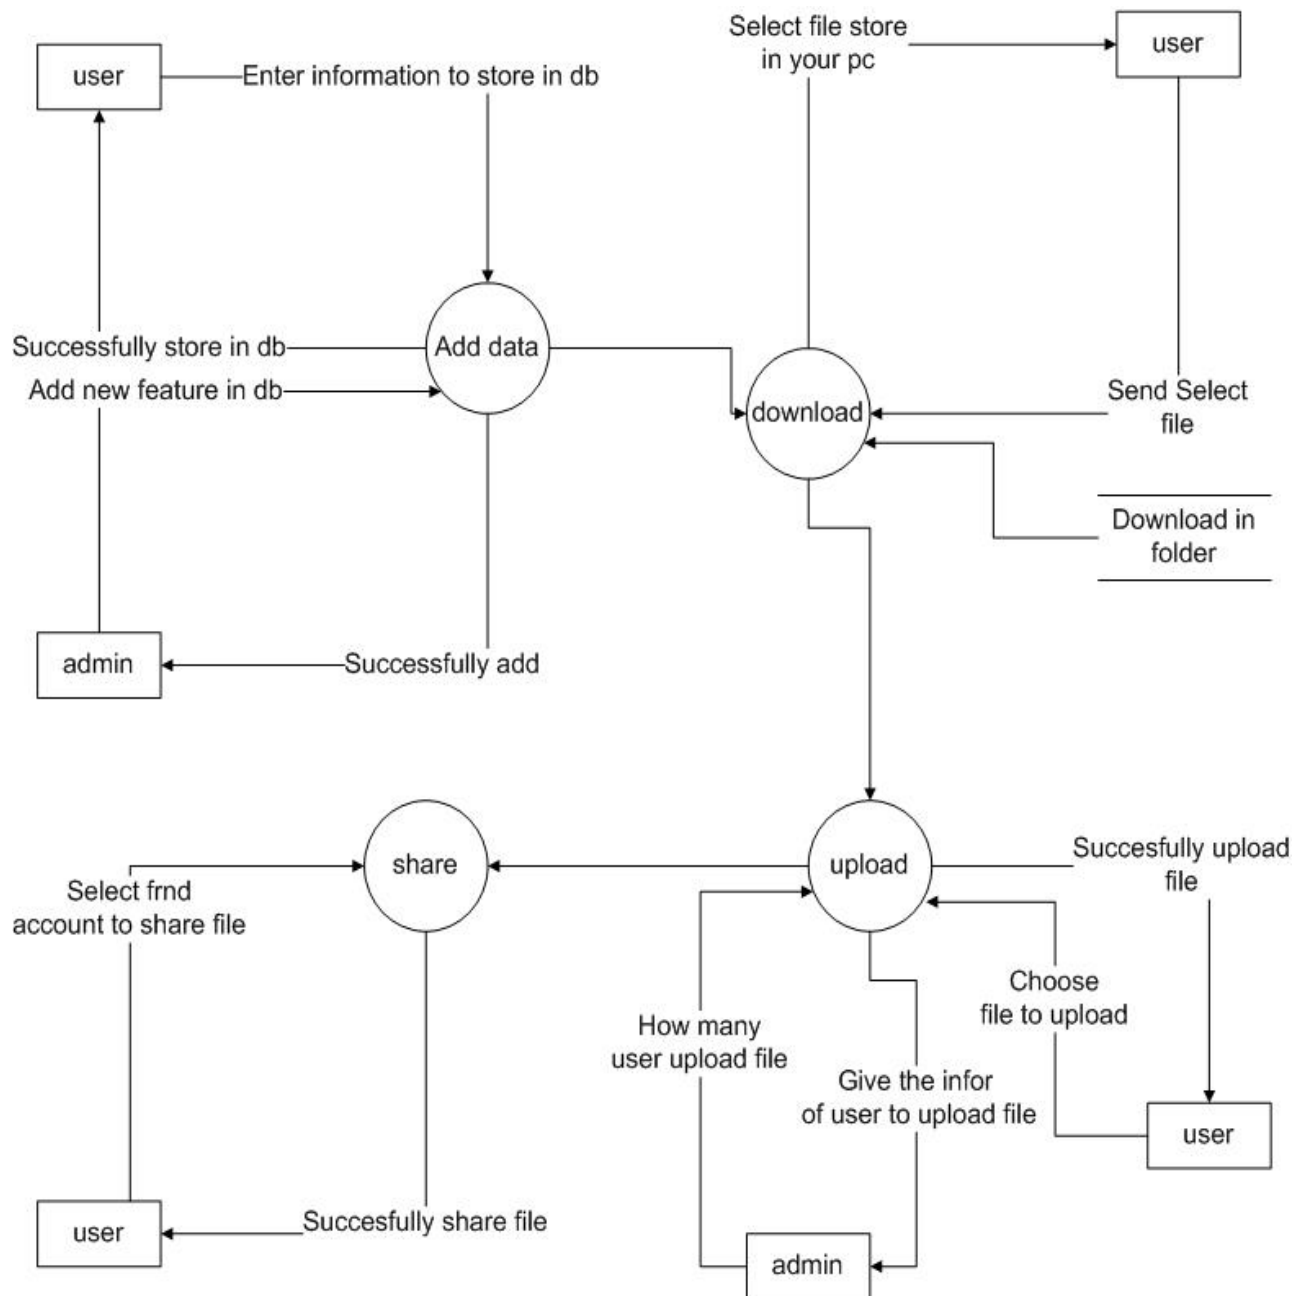 Select file store
in your pc
user
user
Enter information to store in db
Successfully store in db
Add data
Add new feature in db
download
Send Select
file
Download in
folder
admin
Successfully add
share
upload
Succesfully upload
file
Select frnd
account to share file
Choose
file to upload
How many
user upload file
Give the infor
of user to upload file
user
user
Succesfully share file
admin